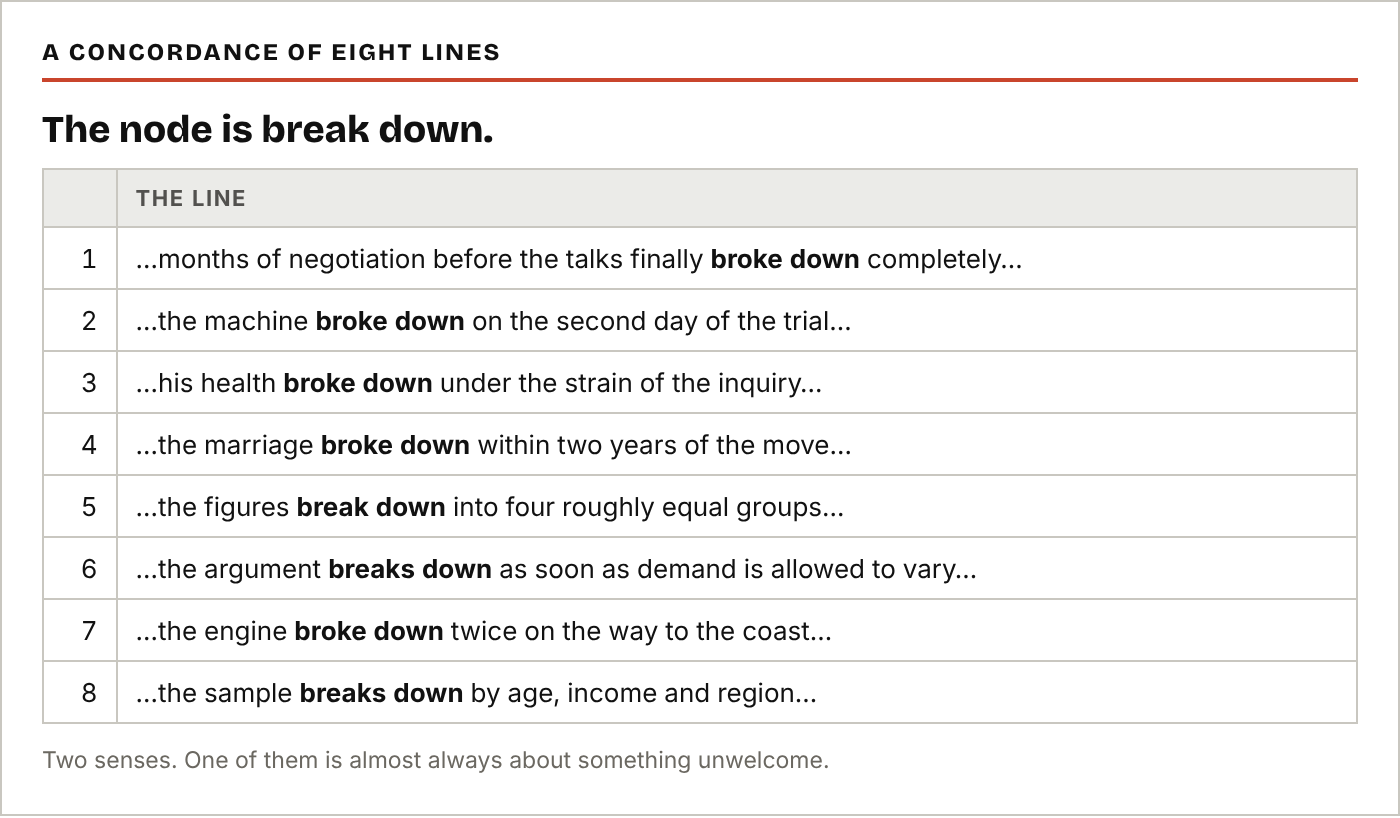 A CONCORDANCE OF EIGHT LINES
The node is break down.
THE LINE
1 ...months of negotiation before the talks finally broke down completely...
2 ...the machine broke down on the second day of the trial...
3 ...his health broke down under the strain of the inquiry...
4 ...the marriage broke down within two years of the move...
5 ...the figures break down into four roughly equal groups...
6 ...the argument breaks down as soon as demand is allowed to vary...
7 ...the engine broke down twice on the way to the coast...
8 ...the sample breaks down by age, income and region...
Two senses. One of them is almost always about something unwelcome.